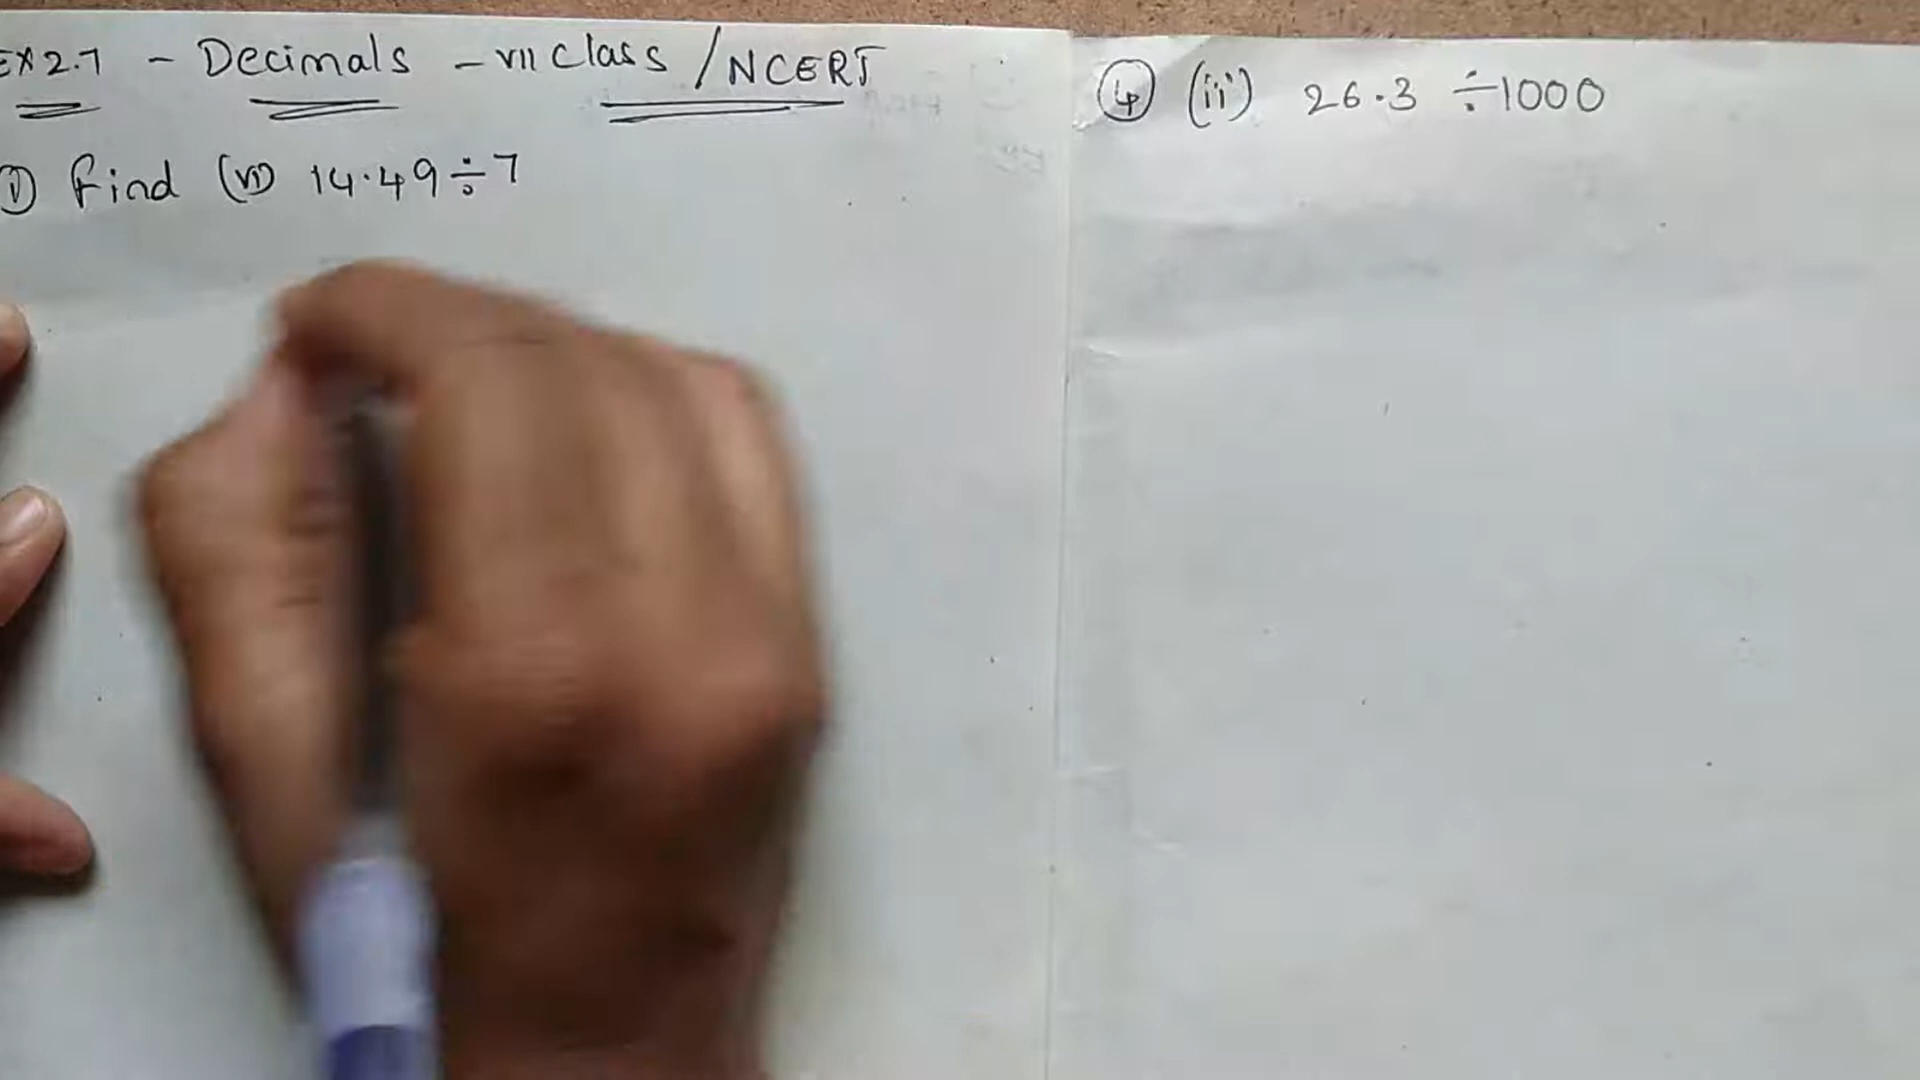 Ex 2.7 - Decimals - VII Class / NCERT
① Find (vi) 14.49 ÷ 7
④ (ii) 26.3 ÷ 1000